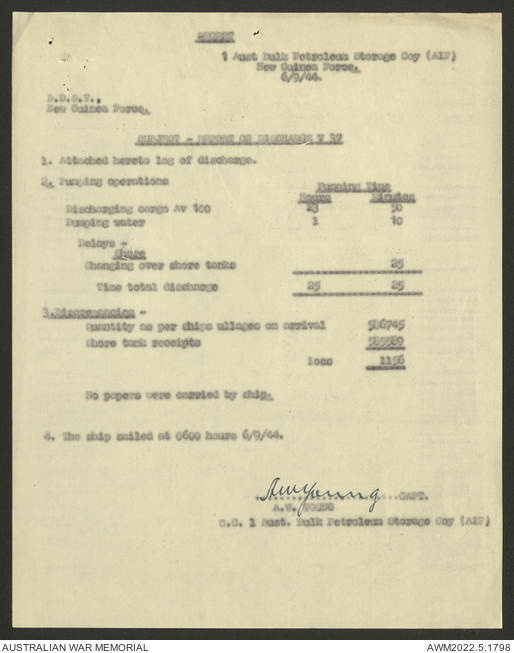 SECRET
1 Aust Bulk Petroleum Storage Coy (AIF)
New Guinea Force.
6/9/44.
D.D.S.T.,
New Guinea Force.
SUBJECT - REPORT ON DISCHARGE V 37
1. Attached hereto log of discharge.
2. Pumping operations
Pumping Time
Hours Minutes
Discharging cargo Av 100 23 50
Pumping water 1 10
Delays -
Shore
Changing over shore tanks 25
Time total discharge 25 25
3. Discrepancies -
Quantity as per ships ullages on arrival 586745
Shore tank receipts 585589
loss 1156
No papers were carried by ship.
4. The ship sailed at 0600 hours 6/9/44.
AWYoung CAPT.
A.W. YOUNG
O.C. 1 Aust. Bulk Petroleum Storage Coy (AIF)
AUSTRALIAN WAR MEMORIAL AWM2022.5.1798